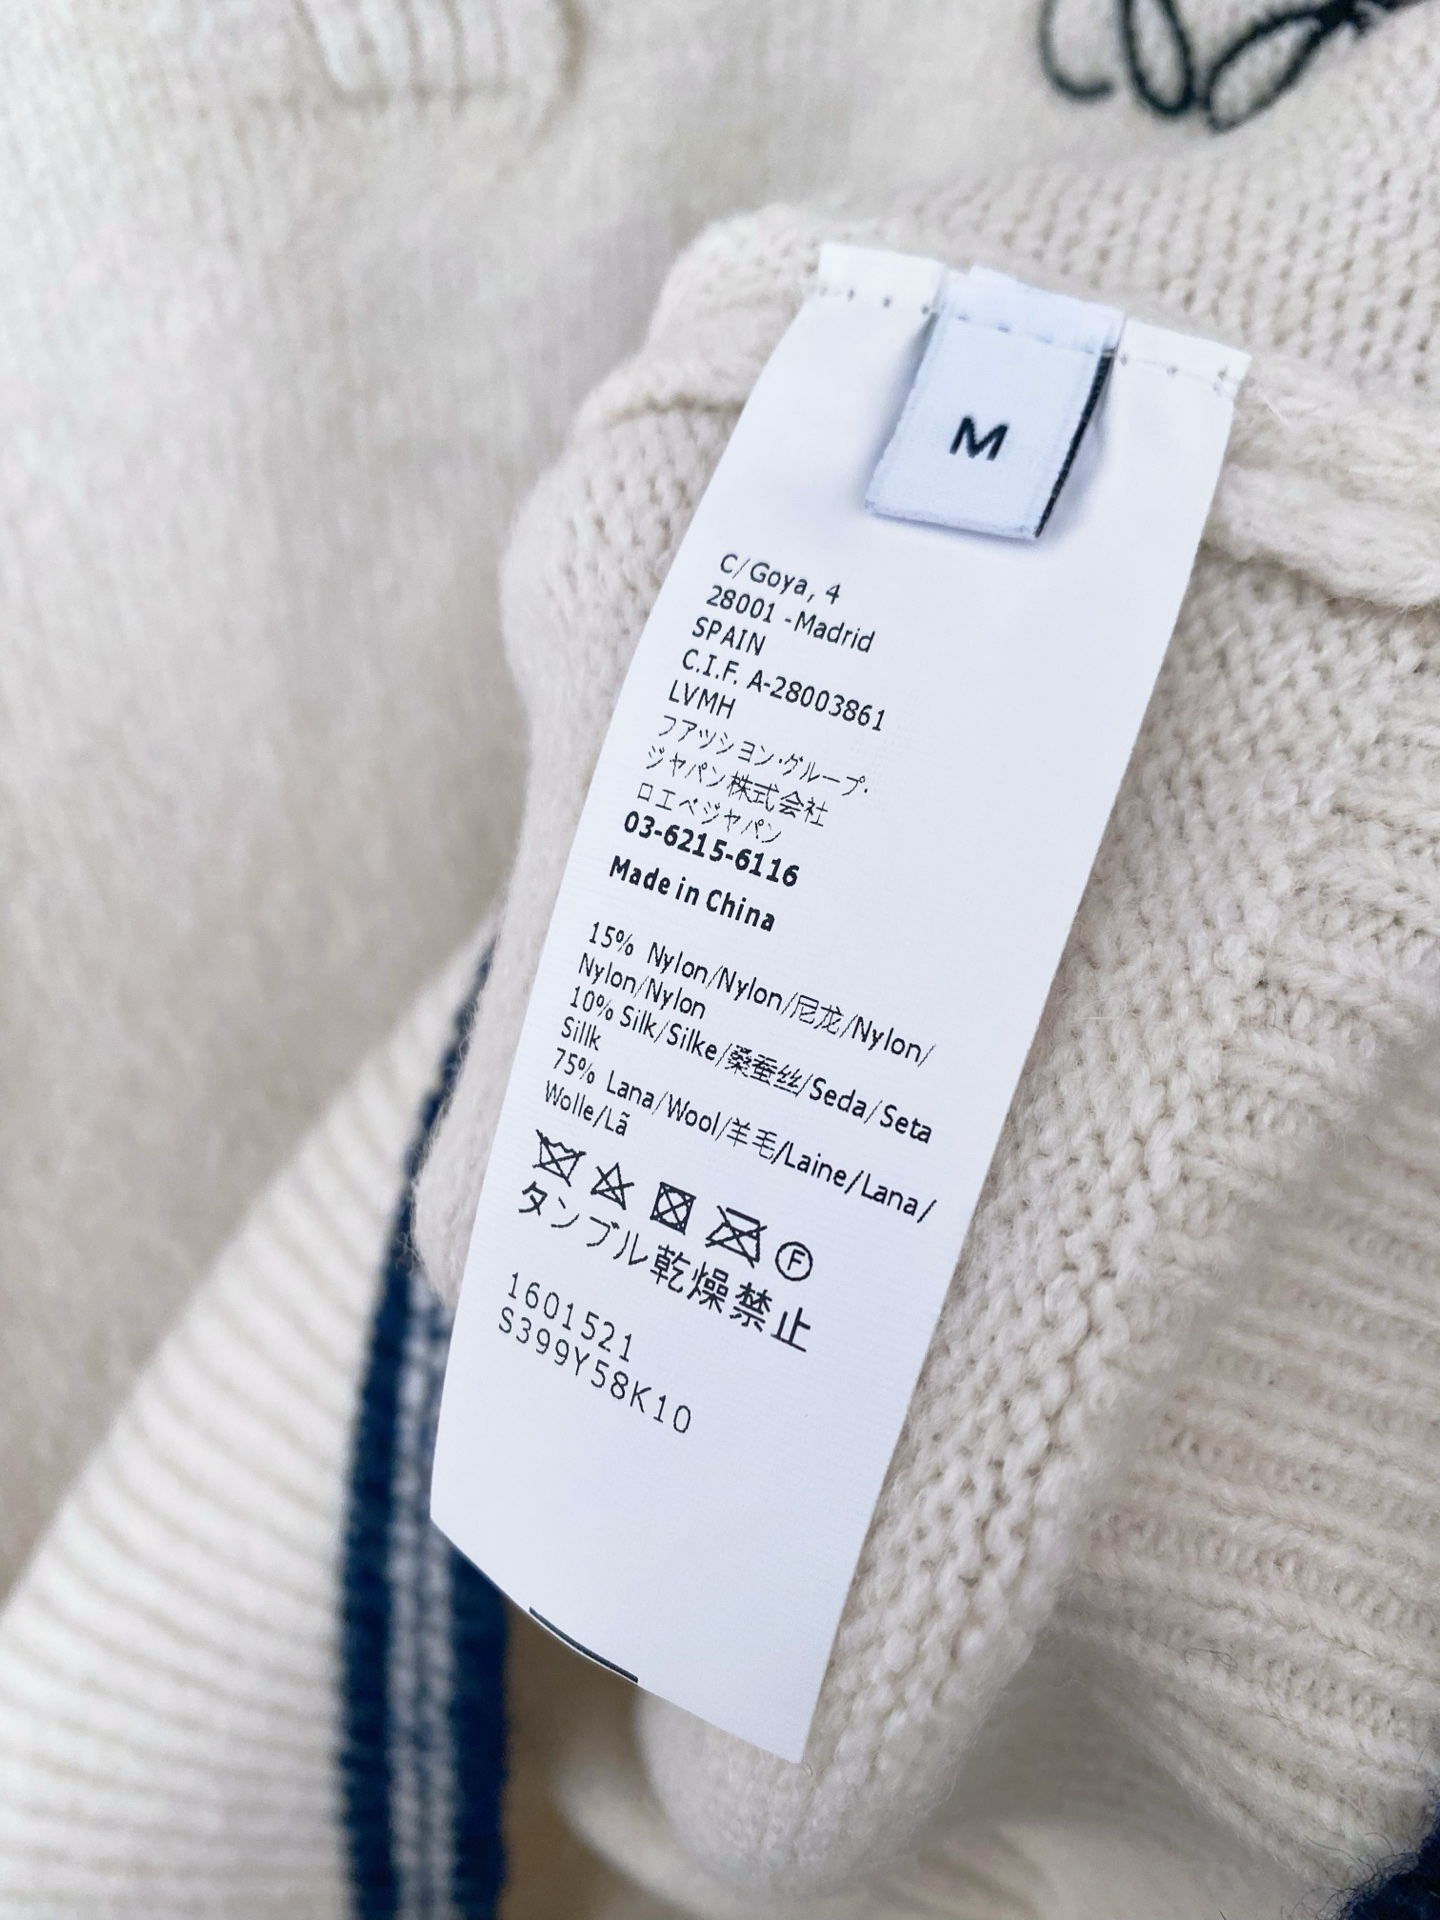 M
C/Goya, 4
28001 -Madrid
SPAIN
C.I.F. A-28003861
LVMH
ファッション・グループ・
ジャパン株式会社
ロエベジャパン
03-6215-6116
Made in China
15% Nylon/Nylon/尼龙/Nylon/
Nylon/Nylon
10% Silk/Silke/桑蚕丝/Seda/Seta
Sillk
75% Lana/Wool/羊毛/Laine/Lana/
Wolle/Lã
F
タンブル乾燥禁止
1601521
S399Y58K10